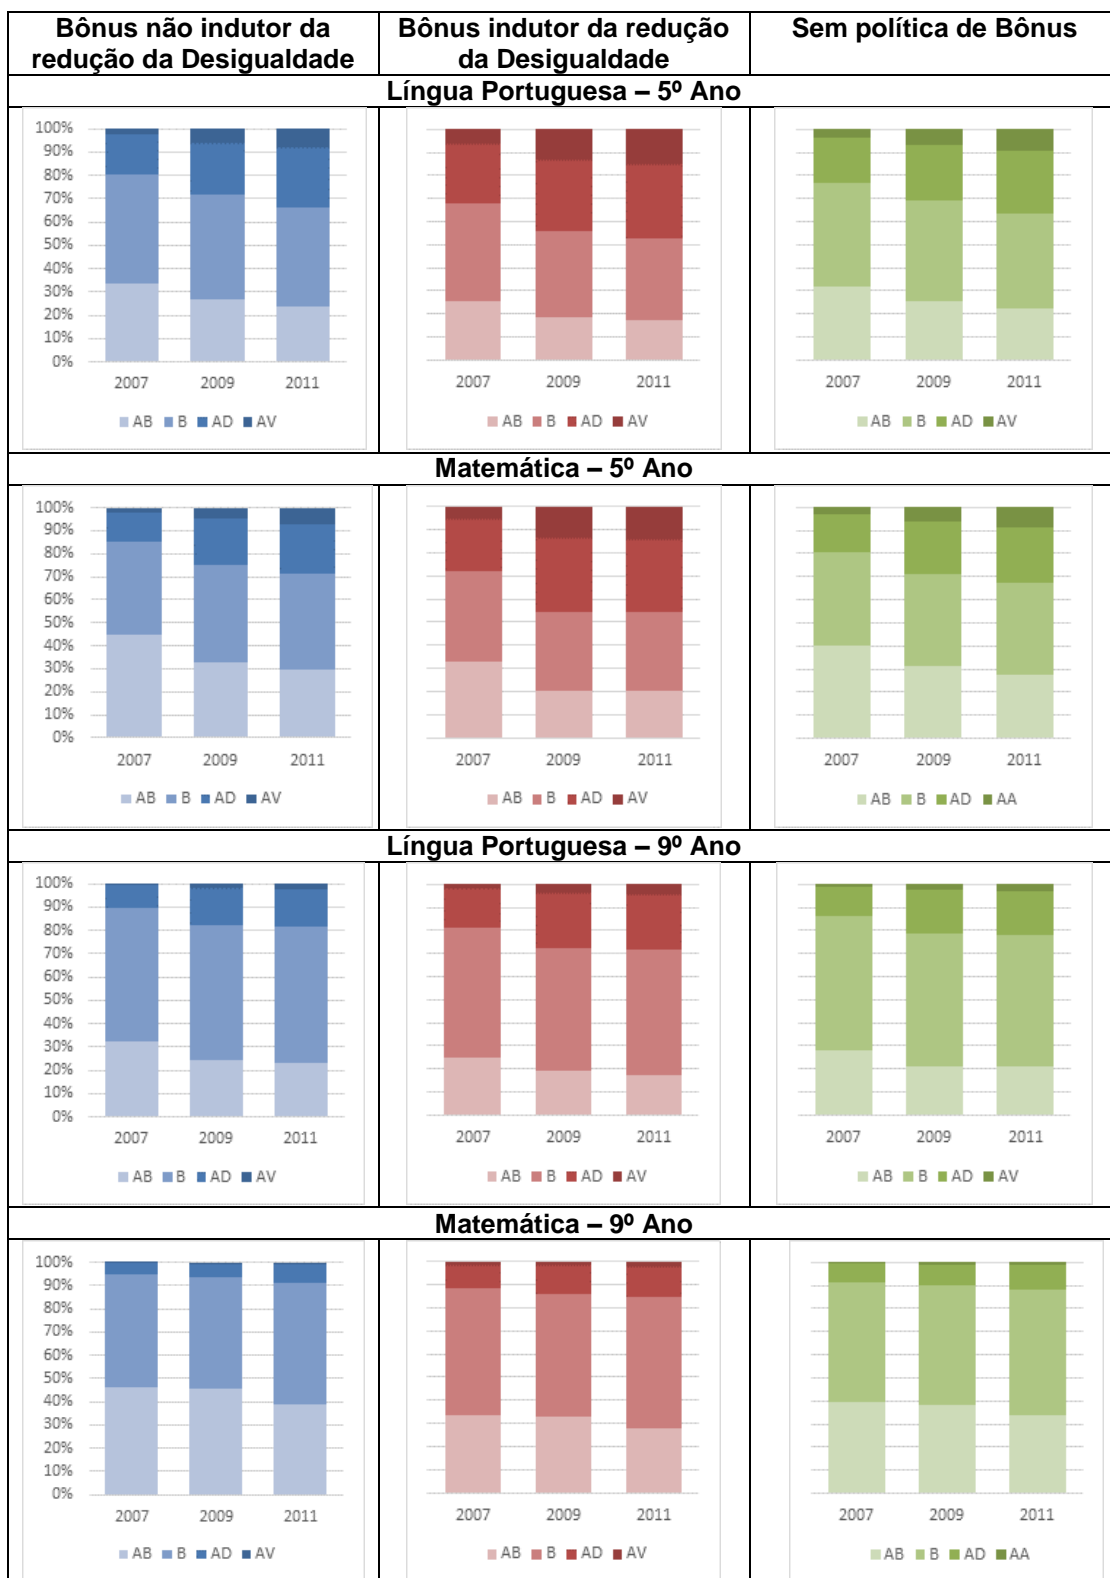 Bônus não indutor da
redução da Desigualdade
Bônus indutor da redução
da Desigualdade
Sem política de Bônus
Língua Portuguesa – 5º Ano
100%
90%
80%
70%
60%
50%
40%
30%
20%
10%
0%
2007 2009 2011
AB B AD AV
2007 2009 2011
AB B AD AV
2007 2009 2011
AB B AD AV
Matemática – 5º Ano
100%
90%
80%
70%
60%
50%
40%
30%
20%
10%
0%
2007 2009 2011
AB B AD AV
2007 2009 2011
AB B AD AV
2007 2009 2011
AB B AD AA
Língua Portuguesa – 9º Ano
100%
90%
80%
70%
60%
50%
40%
30%
20%
10%
0%
2007 2009 2011
AB B AD AV
2007 2009 2011
AB B AD AV
2007 2009 2011
AB B AD AV
Matemática – 9º Ano
100%
90%
80%
70%
60%
50%
40%
30%
20%
10%
0%
2007 2009 2011
AB B AD AV
2007 2009 2011
AB B AD AV
2007 2009 2011
AB B AD AA